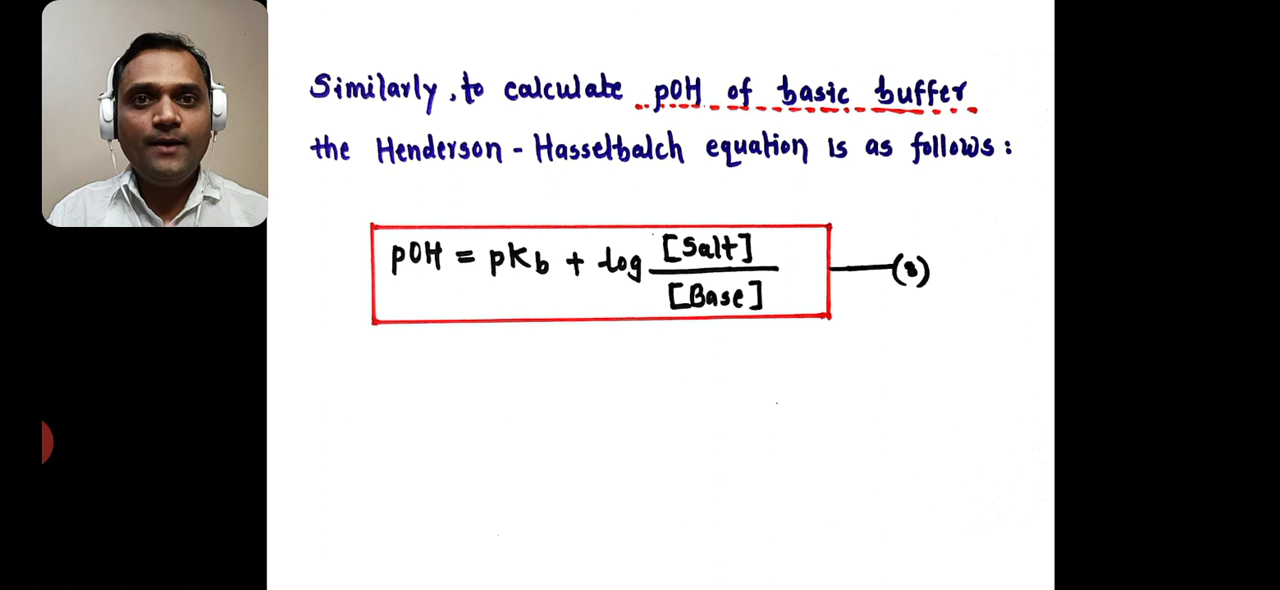 Similarly, to calculate pOH of basic buffer
the Henderson - Hasselbalch equation is as follows:
pOH = pKb + log [Salt] / [Base] (3)